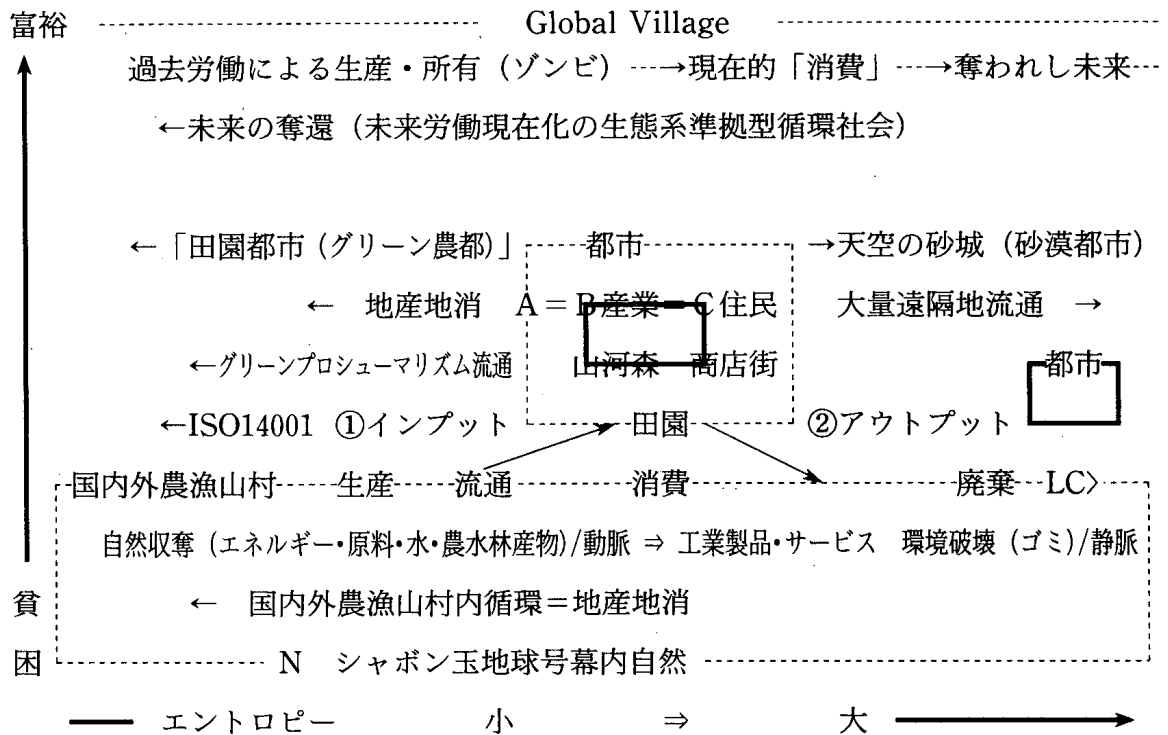 富裕 Global Village
過去労働による生産・所有（ゾンビ）→現在的「消費」→奪われし未来
←未来の奪還（未来労働現在化の生態系準拠型循環社会）
←「田園都市（グリーン農都）」 都市 →天空の砂城（砂漠都市）
← 地産地消 A＝B産業＝C住民 大量遠隔地流通 →
←グリーンプロシューマリズム流通 山河森 商店街 都市
←ISO14001 ①インプット 田園 ②アウトプット
国内外農漁山村 生産 流通 消費 廃棄 LC〉
自然収奪（エネルギー・原料・水・農水林産物）/動脈 ⇒ 工業製品・サービス 環境破壊（ゴミ）/静脈
貧 ← 国内外農漁山村内循環＝地産地消
困 N シャボン玉地球号幕内自然
エントロピー 小 ⇒ 大